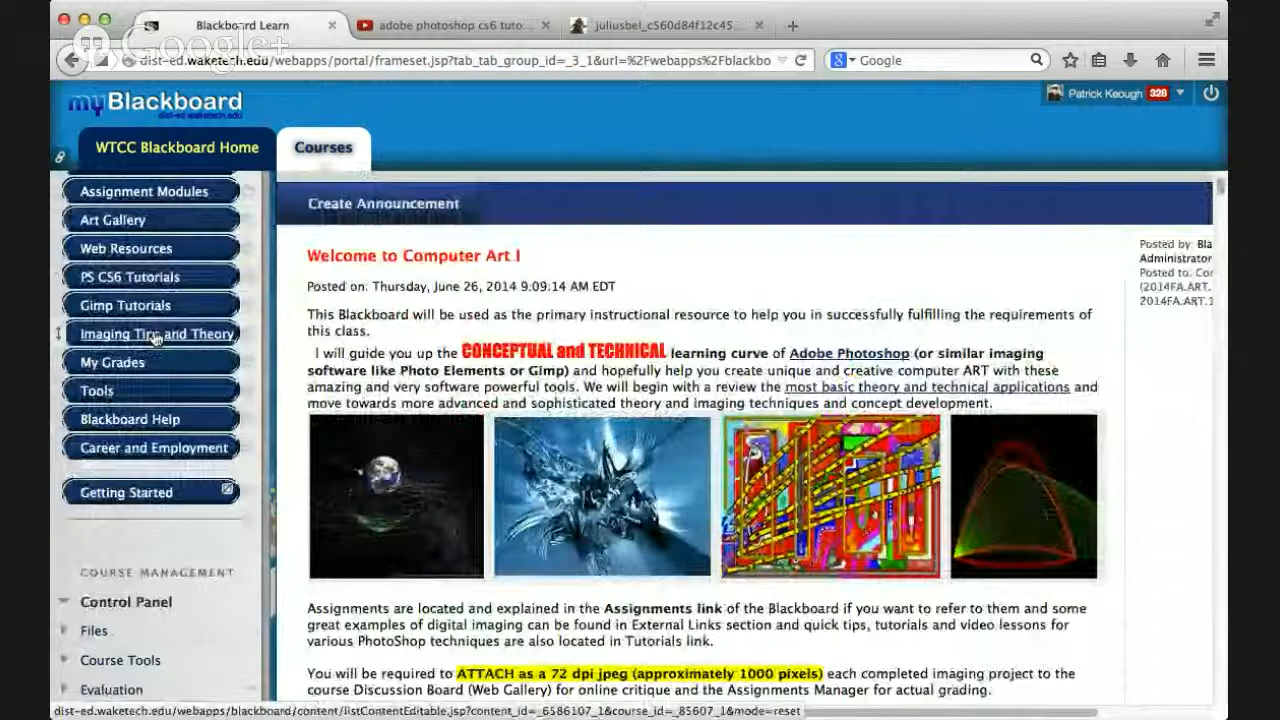 Blackboard Learn
adobe photoshop cs6 tuto...
juliusbel_c560d84f12c45...
Google+
dist-ed.waketech.edu/webapps/portal/frameset.jsp?tab_tab_group_id=_3_1&url=%2Fwebapps%2Fblackbo
Google
myBlackboard
dist-ed.waketech.edu
Patrick Keough 328
WTCC Blackboard Home
Courses
Assignment Modules
Art Gallery
Web Resources
PS CS6 Tutorials
Gimp Tutorials
Imaging Tips and Theory
My Grades
Tools
Blackboard Help
Career and Employment
Getting Started
COURSE MANAGEMENT
Control Panel
Files
Course Tools
Evaluation
Create Announcement
Welcome to Computer Art I
Posted on: Thursday, June 26, 2014 9:09:14 AM EDT
This Blackboard will be used as the primary instructional resource to help you in successfully fulfilling the requirements of
this class.
I will guide you up the CONCEPTUAL and TECHNICAL learning curve of Adobe Photoshop (or similar imaging
software like Photo Elements or Gimp) and hopefully help you create unique and creative computer ART with these
amazing and very software powerful tools. We will begin with a review the most basic theory and technical applications and
move towards more advanced and sophisticated theory and imaging techniques and concept development.
Assignments are located and explained in the Assignments link of the Blackboard if you want to refer to them and some
great examples of digital imaging can be found in External Links section and quick tips, tutorials and video lessons for
various PhotoShop techniques are also located in Tutorials link.
You will be required to ATTACH as a 72 dpi jpeg (approximately 1000 pixels) each completed imaging project to the
course Discussion Board (Web Gallery) for online critique and the Assignments Manager for actual grading.
Posted by: Bla
Administrator
Posted to: Cor
(2014FA.ART.
2014FA.ART.1
dist-ed.waketech.edu/webapps/blackboard/content/listContentEditable.jsp?content_id=_6586107_1&course_id=_85607_1&mode=reset